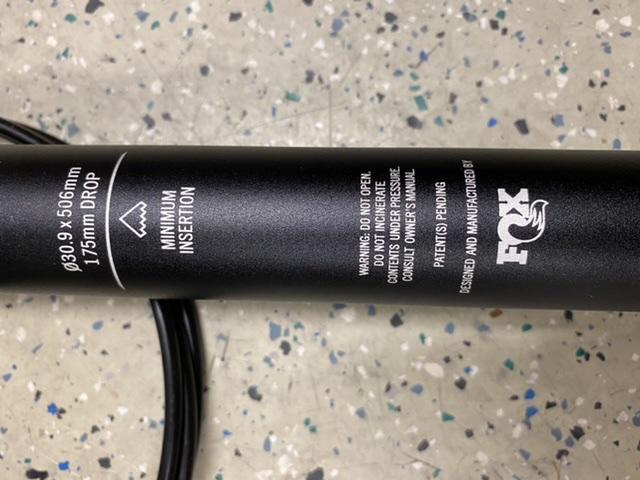 Ø30.9 x 506mm
175mm DROP
MINIMUM
INSERTION
WARNING: DO NOT OPEN.
DO NOT INCINERATE
CONTENTS UNDER PRESSURE.
CONSULT OWNER'S MANUAL
PATENT(S) PENDING
DESIGNED AND MANUFACTURED BY
FOX